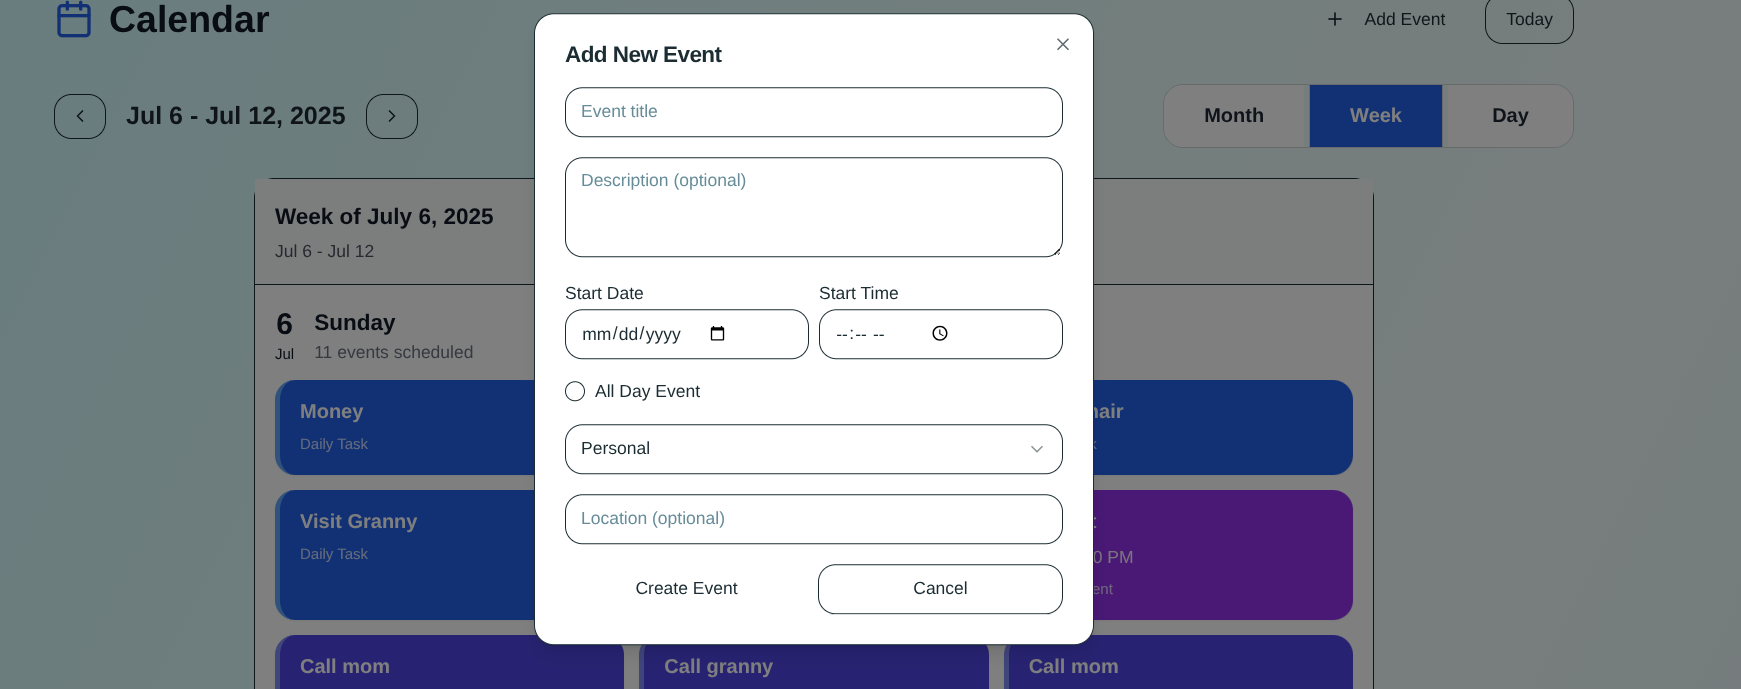 Calendar
Add Event
Today
Jul 6 - Jul 12, 2025
Month
Week
Day
Week of July 6, 2025
Jul 6 - Jul 12
6
Jul
Sunday
11 events scheduled
Money
Daily Task
Visit Granny
Daily Task
Call mom
Call granny
Call mom
Add New Event
Event title
Description (optional)
Start Date
Start Time
mm/dd/yyyy
--:-- --
All Day Event
Personal
Location (optional)
Create Event
Cancel
PM